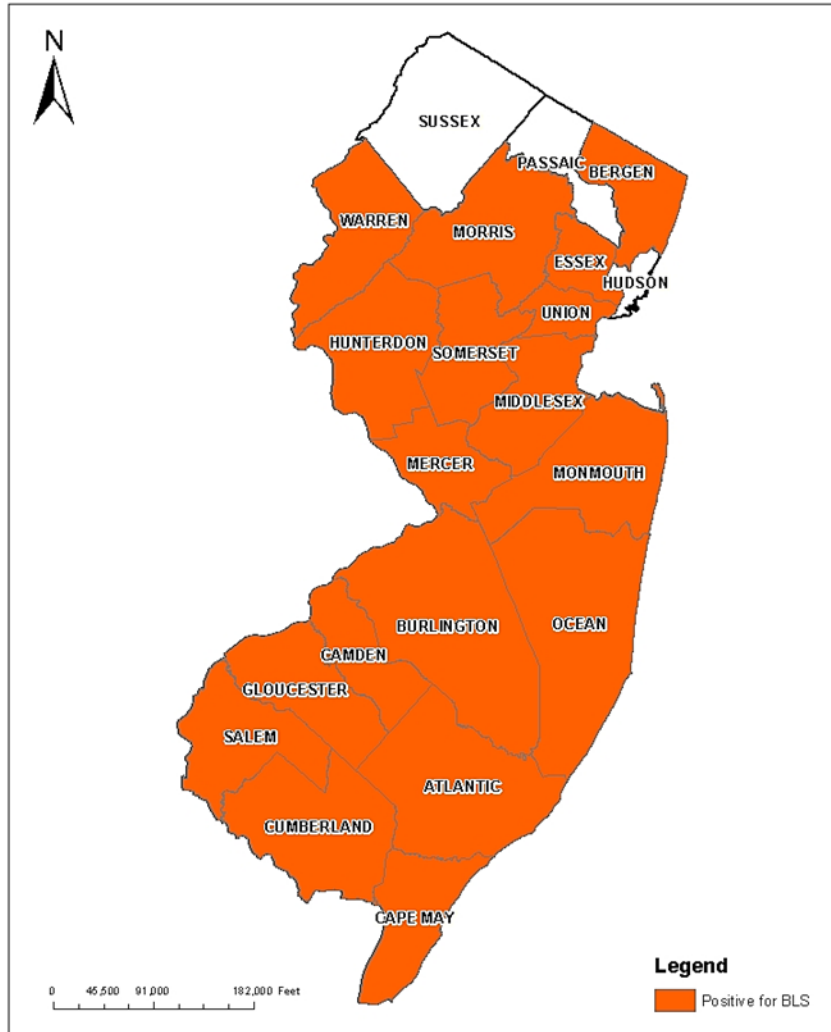 N
SUSSEX
PASSAIC
BERGEN
WARREN
MORRIS
ESSEX
HUDSON
UNION
HUNTERDON
SOMERSET
MIDDLESEX
MERCER
MONMOUTH
BURLINGTON
OCEAN
CAMDEN
GLOUCESTER
SALEM
ATLANTIC
CUMBERLAND
CAPE MAY
Legend
Positive for BLS
0 45,500 91,000 182,000 Feet